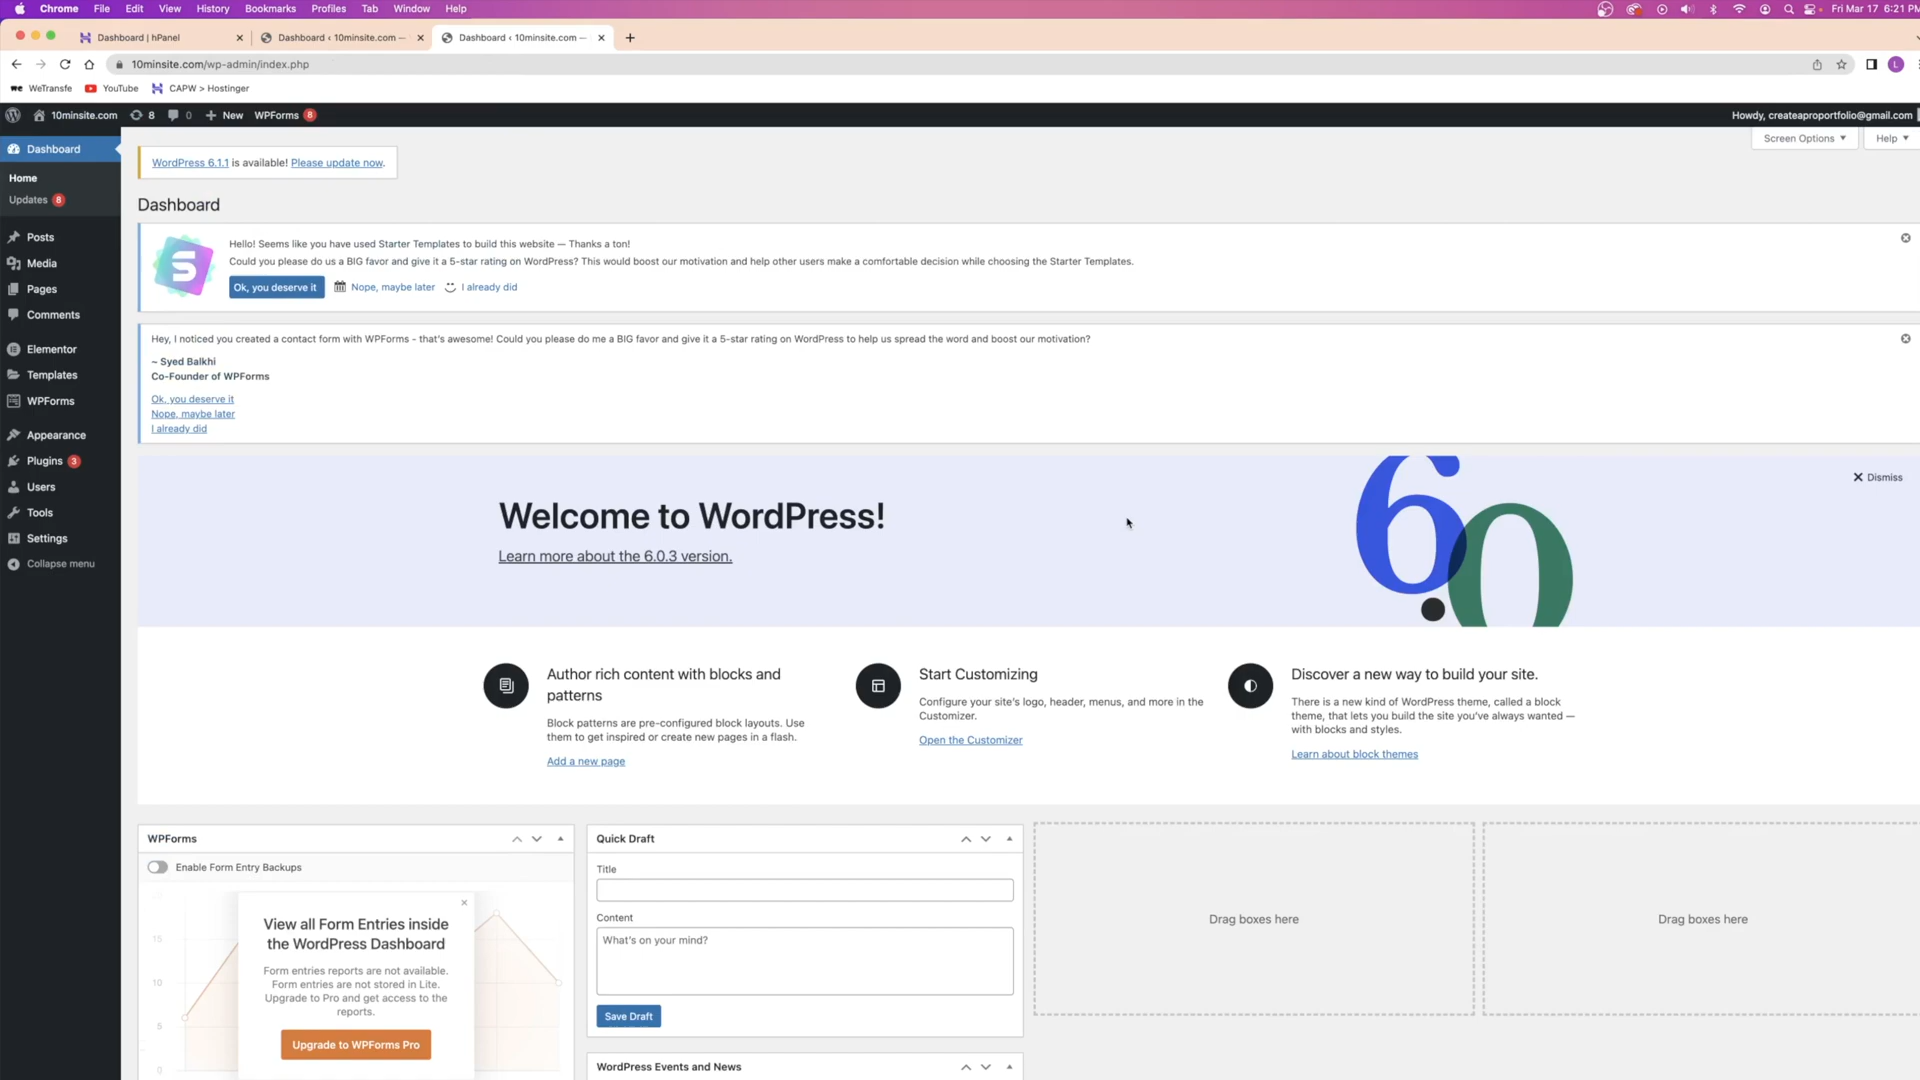 Chrome File Edit View History Bookmarks Profiles Tab Window Help
Fri Mar 17 6:21 PM
Dashboard | hPanel
Dashboard ‹ 10minsite.com —
Dashboard ‹ 10minsite.com —
10minsite.com/wp-admin/index.php
L
we WeTransfe
YouTube
CAPW > Hostinger
10minsite.com
8
0
New
WPForms 8
Howdy, createaproportfolio@gmail.com
Screen Options
Help
Dashboard
Home
Updates 8
Posts
Media
Pages
Comments
Elementor
Templates
WPForms
Appearance
Plugins 3
Users
Tools
Settings
Collapse menu
WordPress 6.1.1 is available! Please update now.
Dashboard
S
Hello! Seems like you have used Starter Templates to build this website — Thanks a ton!
Could you please do us a BIG favor and give it a 5-star rating on WordPress? This would boost our motivation and help other users make a comfortable decision while choosing the Starter Templates.
Ok, you deserve it
Nope, maybe later
I already did
Hey, I noticed you created a contact form with WPForms - that's awesome! Could you please do me a BIG favor and give it a 5-star rating on WordPress to help us spread the word and boost our motivation?
~ Syed Balkhi
Co-Founder of WPForms
Ok, you deserve it
Nope, maybe later
I already did
Welcome to WordPress!
Learn more about the 6.0.3 version.
6.0
Dismiss
Author rich content with blocks and
patterns
Block patterns are pre-configured block layouts. Use
them to get inspired or create new pages in a flash.
Add a new page
Start Customizing
Configure your site's logo, header, menus, and more in the
Customizer.
Open the Customizer
Discover a new way to build your site.
There is a new kind of WordPress theme, called a block
theme, that lets you build the site you've always wanted —
with blocks and styles.
Learn about block themes
WPForms
Enable Form Entry Backups
15
10
5
0
View all Form Entries inside
the WordPress Dashboard
Form entries reports are not available.
Form entries are not stored in Lite.
Upgrade to Pro and get access to the
reports.
Upgrade to WPForms Pro
Quick Draft
Title
Content
What's on your mind?
Save Draft
WordPress Events and News
Drag boxes here
Drag boxes here